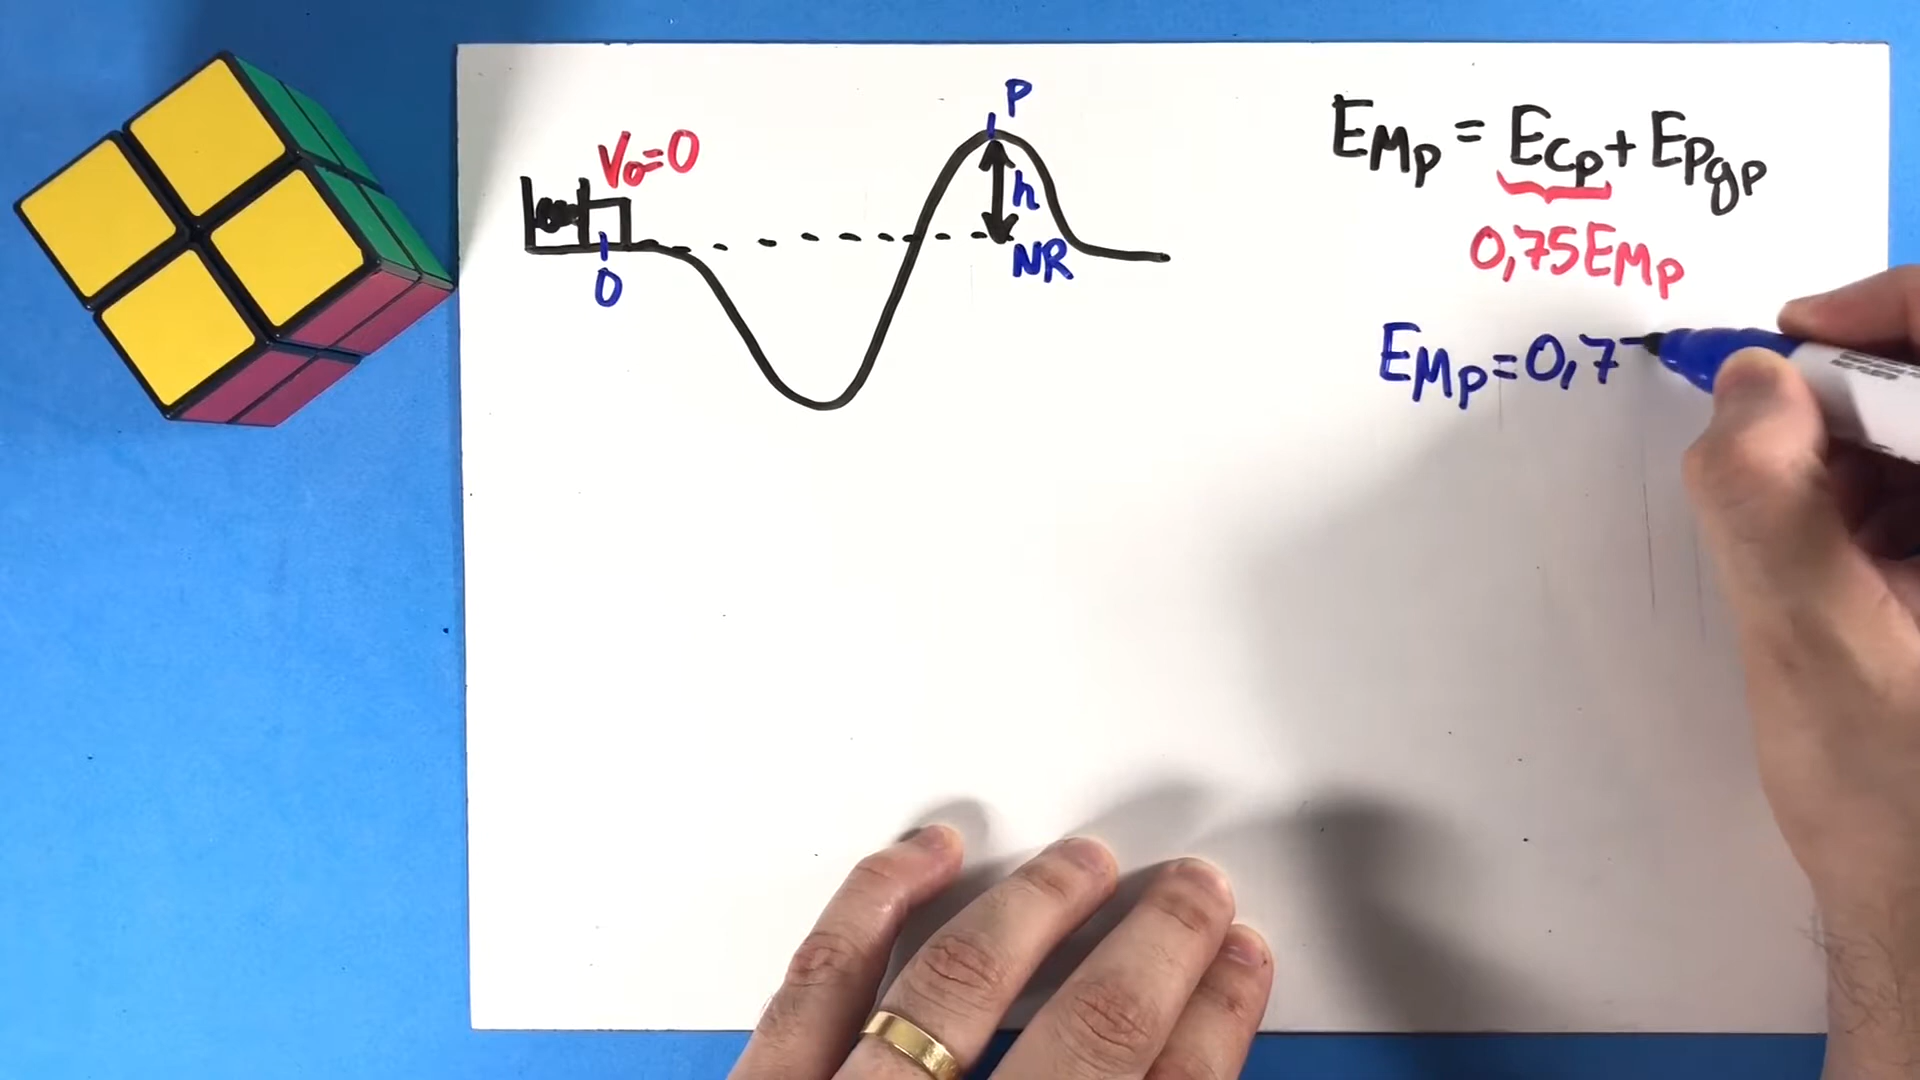 P
V₀=0
h
NR
0
EMp = Ecp + Epgp
0,75EMp
EMp=0,7